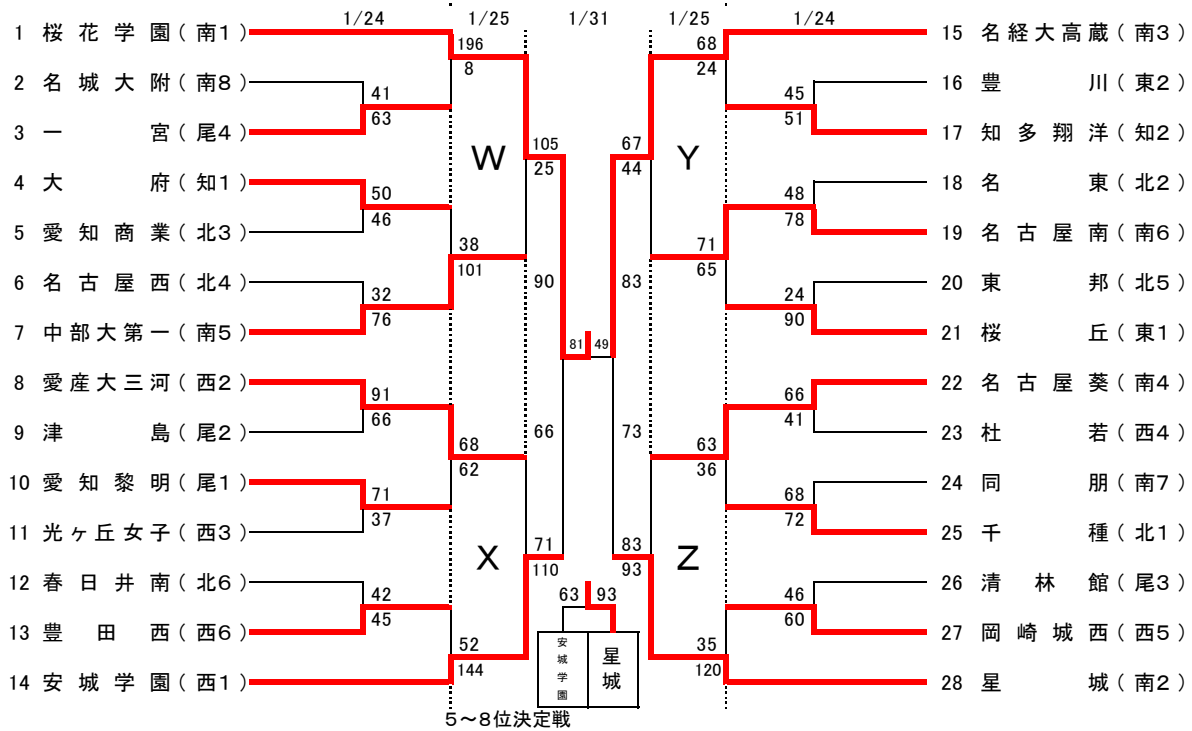 1/24 1/25 1/31 1/25 1/24
1 桜花学園(南1)
2 名城大附(南8)
3 一宮(尾4)
4 大府(知1)
5 愛知商業(北3)
6 名古屋西(北4)
7 中部大第一(南5)
8 愛産大三河(西2)
9 津島(尾2)
10 愛知黎明(尾1)
11 光ヶ丘女子(西3)
12 春日井南(北6)
13 豊田西(西6)
14 安城学園(西1)
41
63
50
46
32
76
91
66
71
37
42
45
196
8
38
101
68
62
52
144
W
X
105
25
71
110
90
66
81 49
83
73
67
44
83
93
Y
Z
68
24
71
65
63
36
35
120
45
51
48
78
24
90
66
41
68
72
46
60
15 名経大高蔵(南3)
16 豊川(東2)
17 知多翔洋(知2)
18 名東(北2)
19 名古屋南(南6)
20 東邦(北5)
21 桜丘(東1)
22 名古屋葵(南4)
23 杜若(西4)
24 同朋(南7)
25 千種(北1)
26 清林館(尾3)
27 岡崎城西(西5)
28 星城(南2)
63 93
安城学園
星城
5～8位決定戦